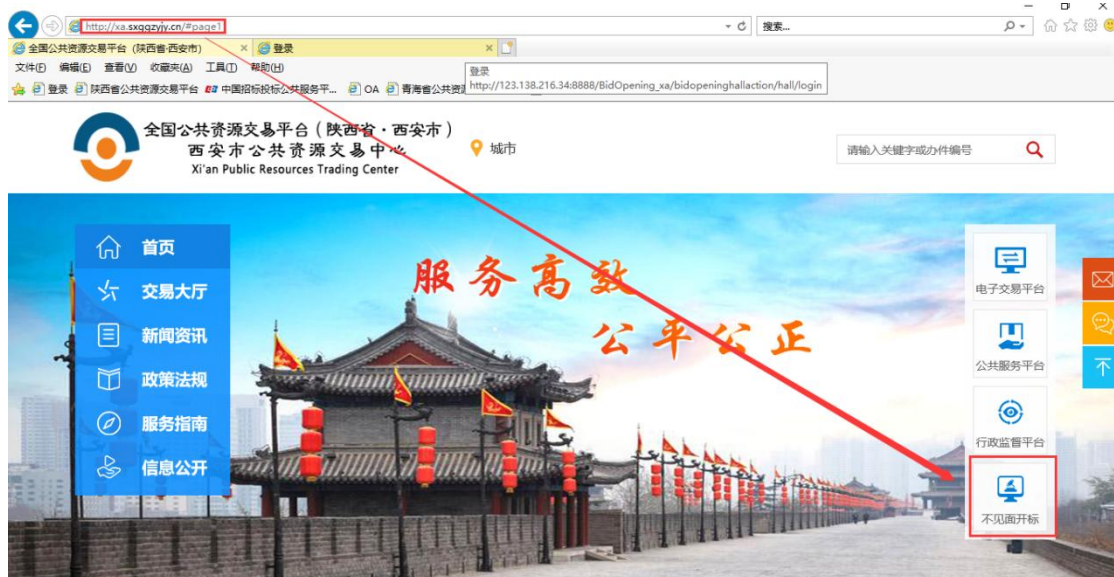 http://xa.sxggzyjy.cn/#page1
搜索...
全国公共资源交易平台（陕西省·西安市）
登录
文件(F) 编辑(E) 查看(V) 收藏夹(A) 工具(T) 帮助(H)
登录
http://123.138.216.34:8888/BidOpening_xa/bidopeninghallaction/hall/login
登录 陕西省公共资源交易平台 中国招标投标公共服务平... OA 青海省公共资
全国公共资源交易平台（陕西省·西安市）
西安市公共资源交易中心
Xi'an Public Resources Trading Center
城市
请输入关键字或办件编号
首页
交易大厅
新闻资讯
政策法规
服务指南
信息公开
服务高效
公平公正
电子交易平台
公共服务平台
行政监督平台
不见面开标